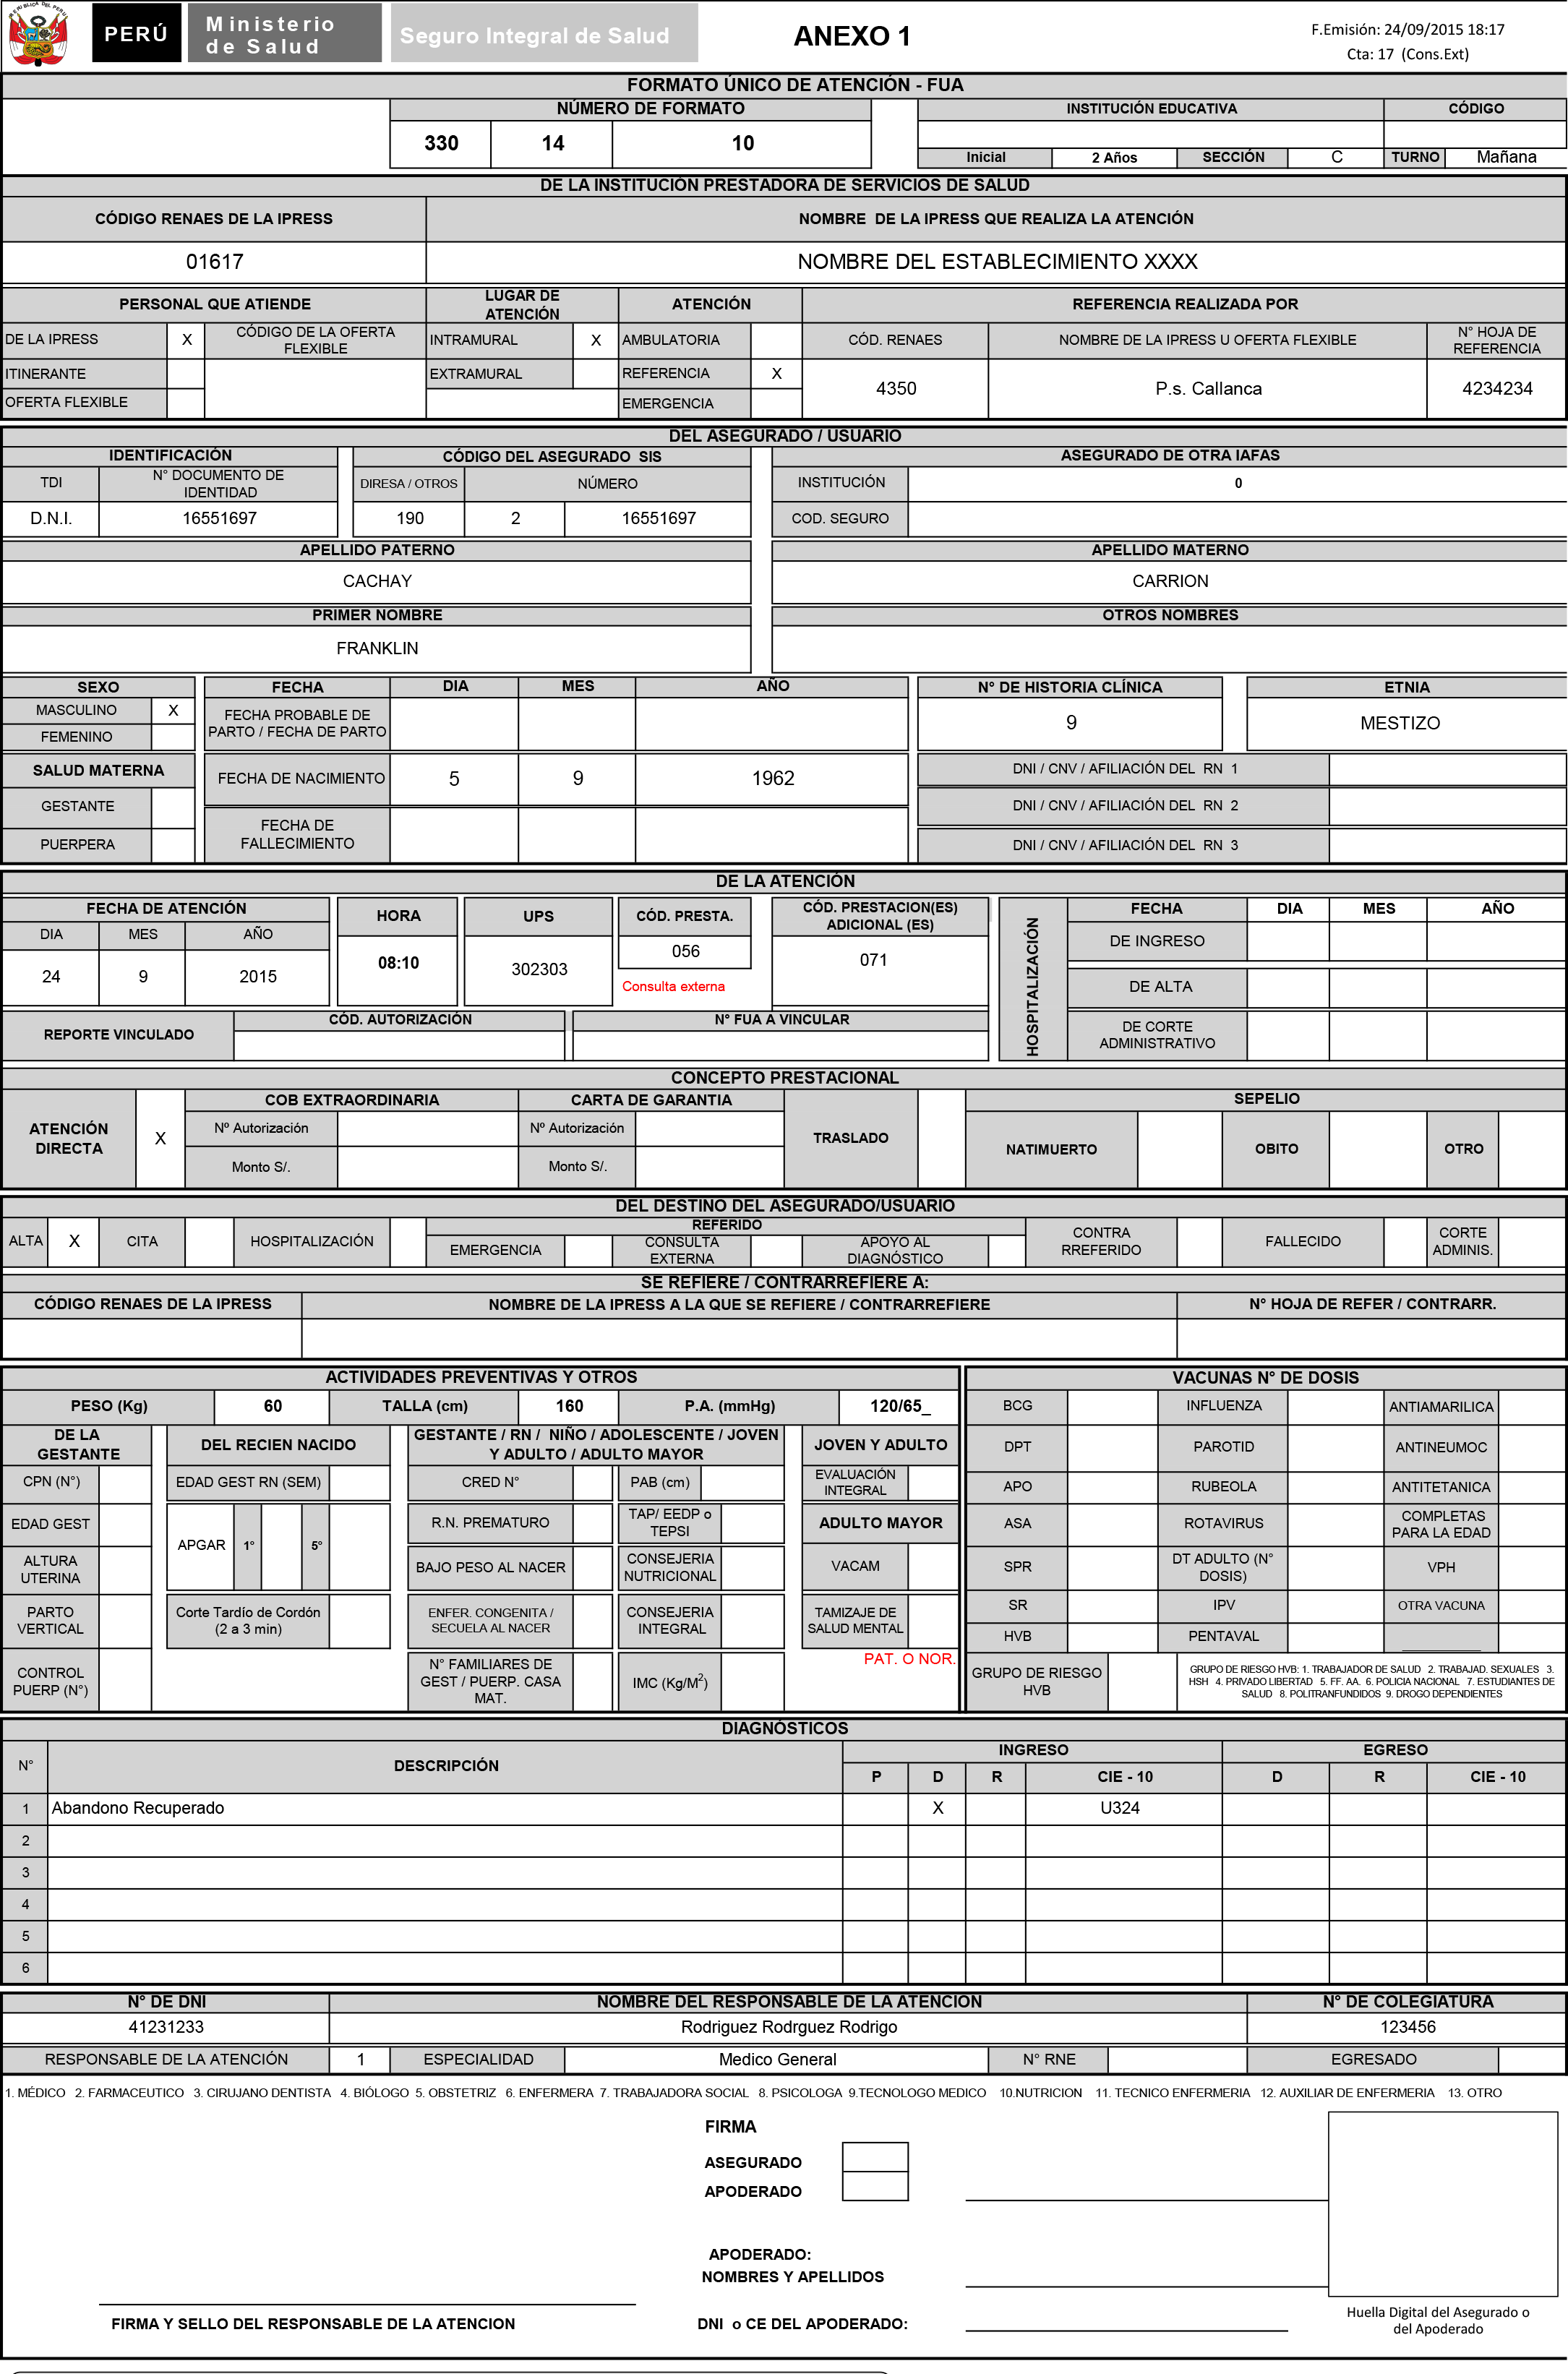 REPUBLICA DEL PERU
PERÚ
Ministerio
de Salud
Seguro Integral de Salud
ANEXO 1
F.Emisión: 24/09/2015 18:17
Cta: 17 (Cons.Ext)
FORMATO ÚNICO DE ATENCIÓN - FUA
NÚMERO DE FORMATO
INSTITUCIÓN EDUCATIVA CÓDIGO
330 14 10
Inicial 2 Años SECCIÓN C TURNO Mañana
DE LA INSTITUCIÓN PRESTADORA DE SERVICIOS DE SALUD
CÓDIGO RENAES DE LA IPRESS NOMBRE DE LA IPRESS QUE REALIZA LA ATENCIÓN
01617 NOMBRE DEL ESTABLECIMIENTO XXXX
PERSONAL QUE ATIENDE LUGAR DE ATENCIÓN ATENCIÓN REFERENCIA REALIZADA POR
DE LA IPRESS X CÓDIGO DE LA OFERTA FLEXIBLE INTRAMURAL X AMBULATORIA CÓD. RENAES NOMBRE DE LA IPRESS U OFERTA FLEXIBLE N° HOJA DE REFERENCIA
ITINERANTE EXTRAMURAL REFERENCIA X 4350 P.s. Callanca 4234234
OFERTA FLEXIBLE EMERGENCIA
DEL ASEGURADO / USUARIO
IDENTIFICACIÓN CÓDIGO DEL ASEGURADO SIS ASEGURADO DE OTRA IAFAS
TDI N° DOCUMENTO DE IDENTIDAD DIRESA / OTROS NÚMERO INSTITUCIÓN 0
D.N.I. 16551697 190 2 16551697 COD. SEGURO
APELLIDO PATERNO APELLIDO MATERNO
CACHAY CARRION
PRIMER NOMBRE OTROS NOMBRES
FRANKLIN
SEXO FECHA DIA MES AÑO N° DE HISTORIA CLÍNICA ETNIA
MASCULINO X FECHA PROBABLE DE PARTO / FECHA DE PARTO 9 MESTIZO
FEMENINO
SALUD MATERNA FECHA DE NACIMIENTO 5 9 1962 DNI / CNV / AFILIACIÓN DEL RN 1
GESTANTE DNI / CNV / AFILIACIÓN DEL RN 2
PUERPERA FECHA DE FALLECIMIENTO DNI / CNV / AFILIACIÓN DEL RN 3
DE LA ATENCIÓN
FECHA DE ATENCIÓN HORA UPS CÓD. PRESTA. CÓD. PRESTACION(ES) ADICIONAL (ES) HOSPITALIZACIÓN FECHA DIA MES AÑO
DIA MES AÑO DE INGRESO
24 9 2015 08:10 302303 056 071
Consulta externa DE ALTA
REPORTE VINCULADO CÓD. AUTORIZACIÓN N° FUA A VINCULAR DE CORTE ADMINISTRATIVO
CONCEPTO PRESTACIONAL
ATENCIÓN DIRECTA X COB EXTRAORDINARIA CARTA DE GARANTIA TRASLADO SEPELIO
Nº Autorización Nº Autorización NATIMUERTO OBITO OTRO
Monto S/. Monto S/.
DEL DESTINO DEL ASEGURADO/USUARIO
ALTA X CITA HOSPITALIZACIÓN REFERIDO CONTRA RREFERIDO FALLECIDO CORTE ADMINIS.
EMERGENCIA CONSULTA EXTERNA APOYO AL DIAGNÓSTICO
SE REFIERE / CONTRARREFIERE A:
CÓDIGO RENAES DE LA IPRESS NOMBRE DE LA IPRESS A LA QUE SE REFIERE / CONTRARREFIERE N° HOJA DE REFER / CONTRARR.
ACTIVIDADES PREVENTIVAS Y OTROS VACUNAS N° DE DOSIS
PESO (Kg) 60 TALLA (cm) 160 P.A. (mmHg) 120/65_ BCG INFLUENZA ANTIAMARILICA
DE LA GESTANTE DEL RECIEN NACIDO GESTANTE / RN / NIÑO / ADOLESCENTE / JOVEN Y ADULTO / ADULTO MAYOR JOVEN Y ADULTO DPT PAROTID ANTINEUMOC
CPN (N°) EDAD GEST RN (SEM) CRED N° PAB (cm) EVALUACIÓN INTEGRAL APO RUBEOLA ANTITETANICA
EDAD GEST APGAR 1° 5° R.N. PREMATURO TAP/ EEDP o TEPSI ADULTO MAYOR ASA ROTAVIRUS COMPLETAS PARA LA EDAD
ALTURA UTERINA BAJO PESO AL NACER CONSEJERIA NUTRICIONAL VACAM SPR DT ADULTO (N° DOSIS) VPH
PARTO VERTICAL Corte Tardío de Cordón (2 a 3 min) ENFER. CONGENITA / SECUELA AL NACER CONSEJERIA INTEGRAL TAMIZAJE DE SALUD MENTAL SR IPV OTRA VACUNA
HVB PENTAVAL
PAT. O NOR.
CONTROL PUERP (N°) N° FAMILIARES DE GEST / PUERP. CASA MAT. IMC (Kg/M2) GRUPO DE RIESGO HVB
GRUPO DE RIESGO HVB: 1. TRABAJADOR DE SALUD 2. TRABAJAD. SEXUALES 3.
HSH 4. PRIVADO LIBERTAD 5. FF. AA. 6. POLICIA NACIONAL 7. ESTUDIANTES DE
SALUD 8. POLITRANFUNDIDOS 9. DROGO DEPENDIENTES
DIAGNÓSTICOS
N° DESCRIPCIÓN INGRESO EGRESO
P D R CIE - 10 D R CIE - 10
1 Abandono Recuperado X U324
2
3
4
5
6
N° DE DNI NOMBRE DEL RESPONSABLE DE LA ATENCION N° DE COLEGIATURA
41231233 Rodriguez Rodrguez Rodrigo 123456
RESPONSABLE DE LA ATENCIÓN 1 ESPECIALIDAD Medico General N° RNE EGRESADO
1. MÉDICO 2. FARMACEUTICO 3. CIRUJANO DENTISTA 4. BIÓLOGO 5. OBSTETRIZ 6. ENFERMERA 7. TRABAJADORA SOCIAL 8. PSICOLOGA 9.TECNOLOGO MEDICO 10.NUTRICION 11. TECNICO ENFERMERIA 12. AUXILIAR DE ENFERMERIA 13. OTRO
FIRMA
ASEGURADO
APODERADO
APODERADO:
NOMBRES Y APELLIDOS
FIRMA Y SELLO DEL RESPONSABLE DE LA ATENCION DNI o CE DEL APODERADO:
Huella Digital del Asegurado o
del Apoderado